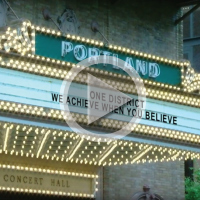 PORTLAND
ONE DISTRICT
WE ACHIEVE WHEN YOU BELIEVE
CONCERT HALL